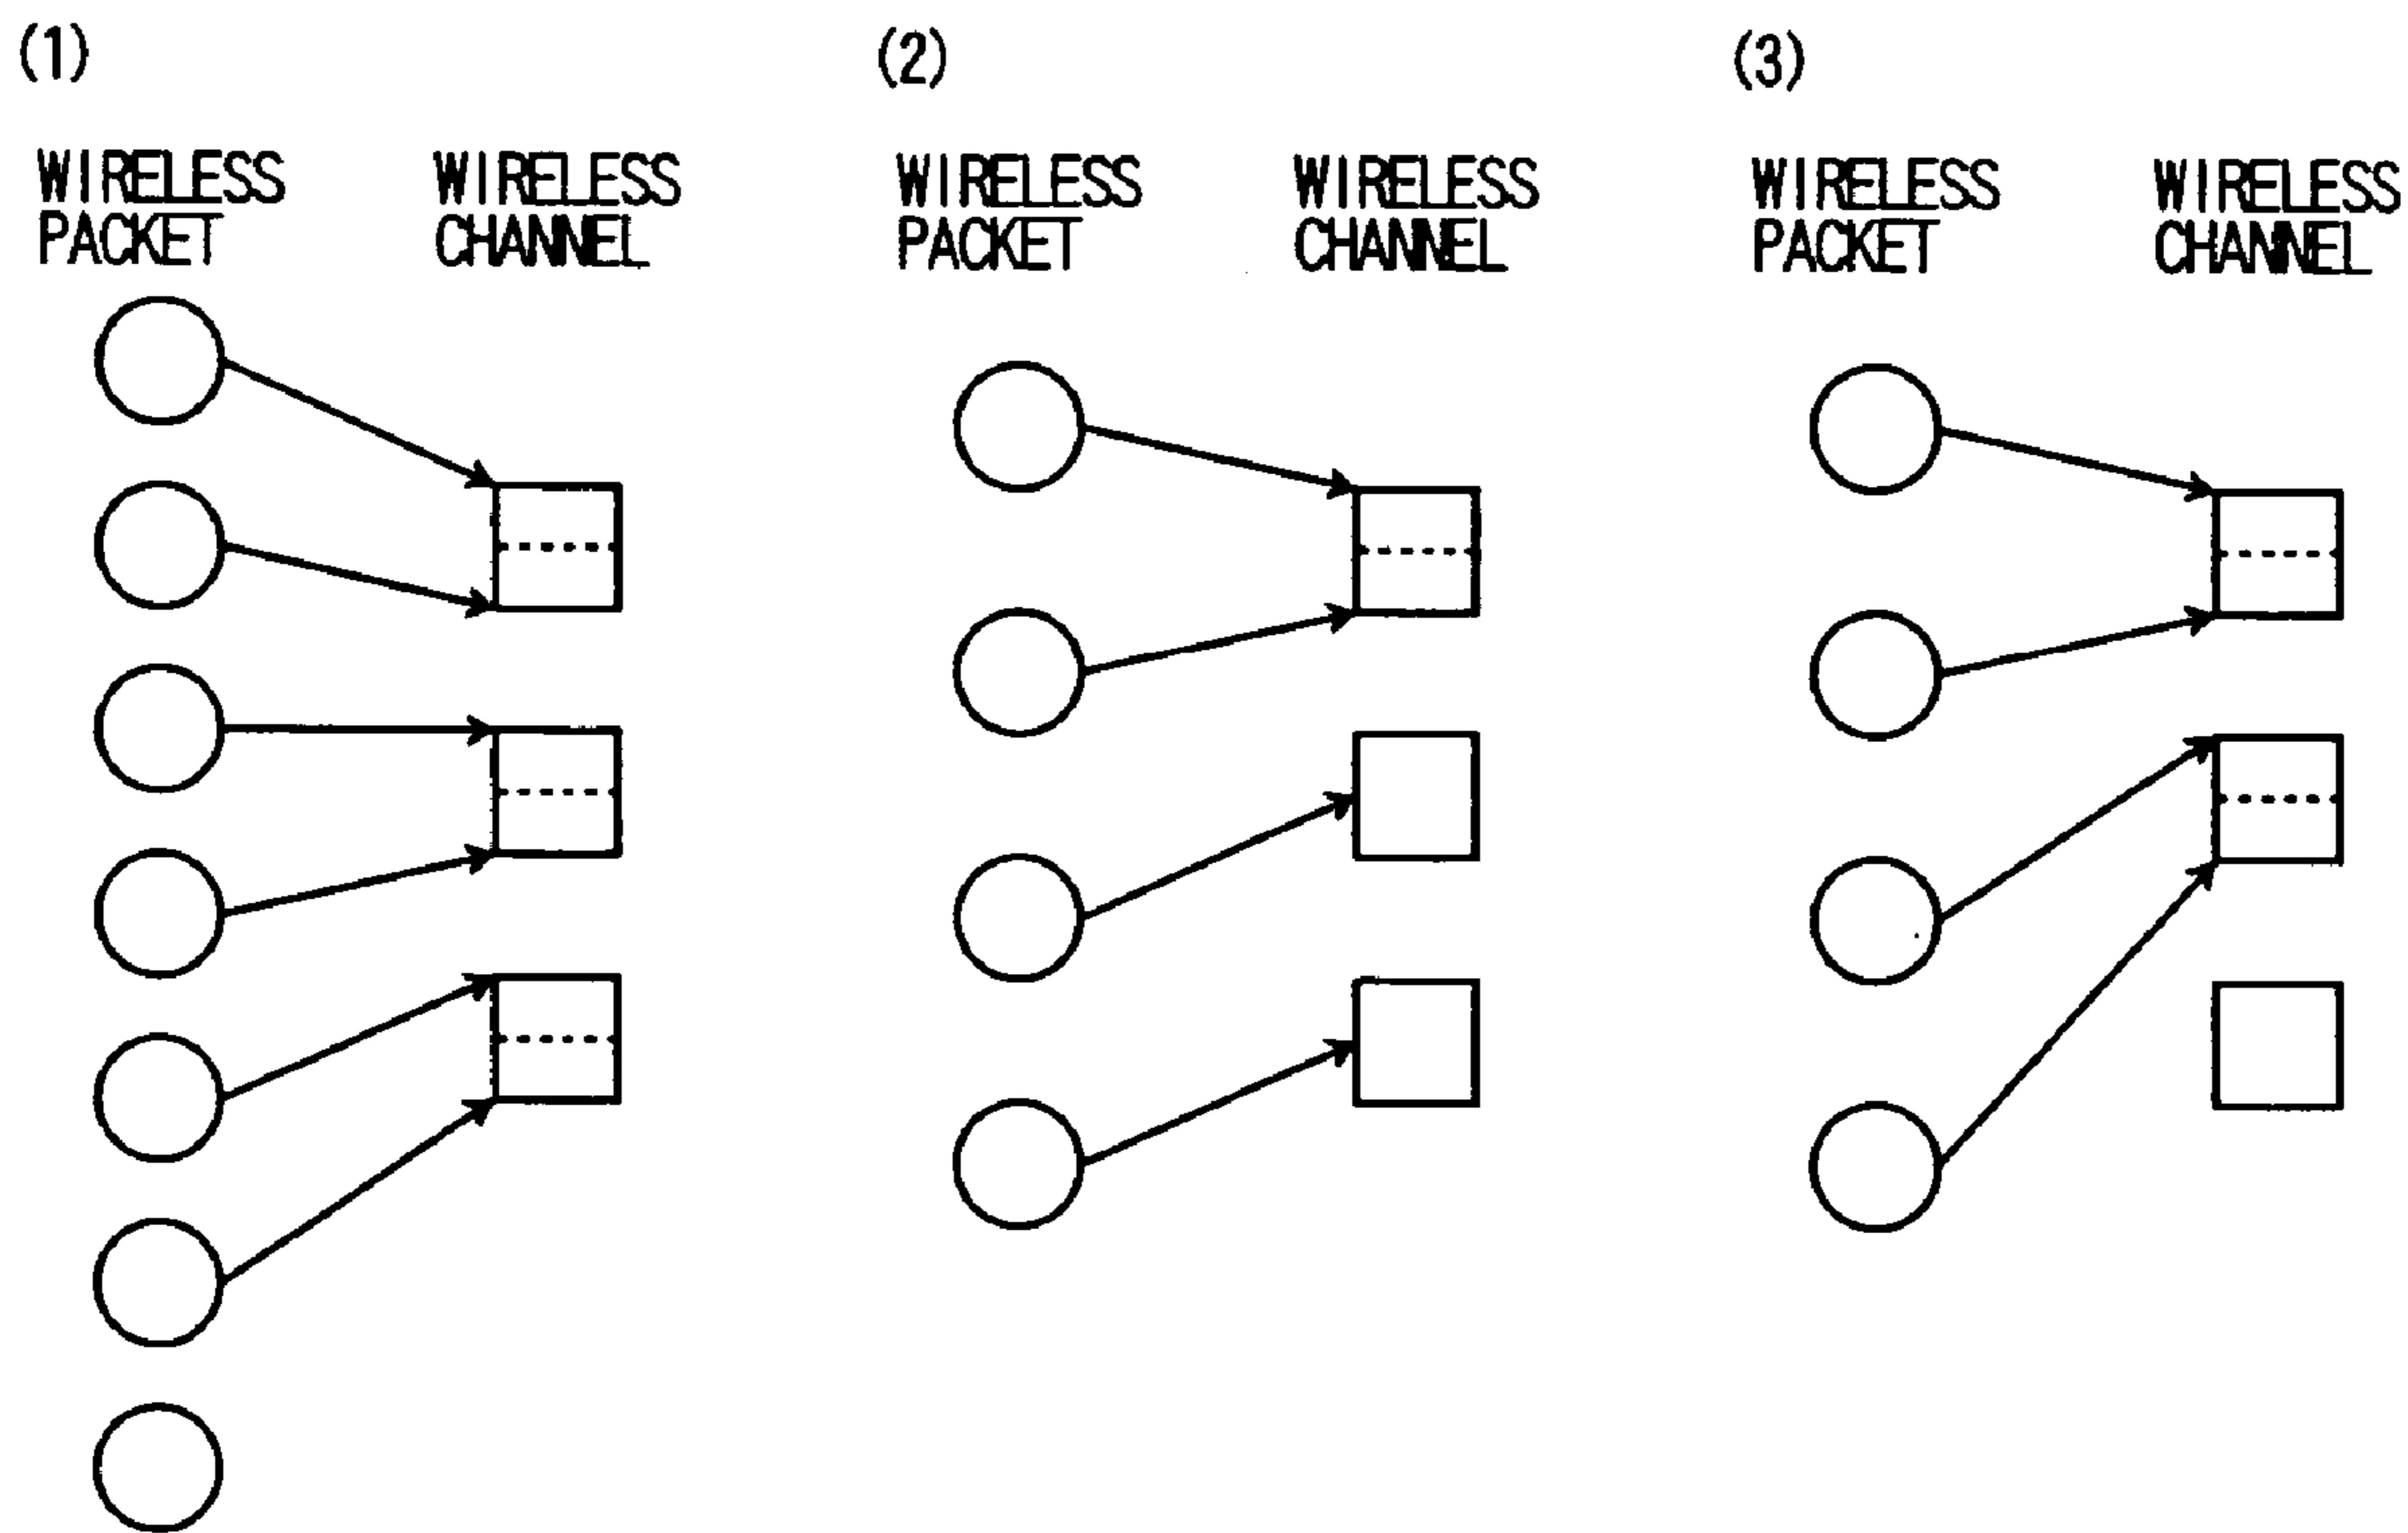 (1)
WIRELESS PACKET
WIRELESS CHANNEL
(2)
WIRELESS PACKET
WIRELESS CHANNEL
(3)
WIRELESS PACKET
WIRELESS CHANNEL